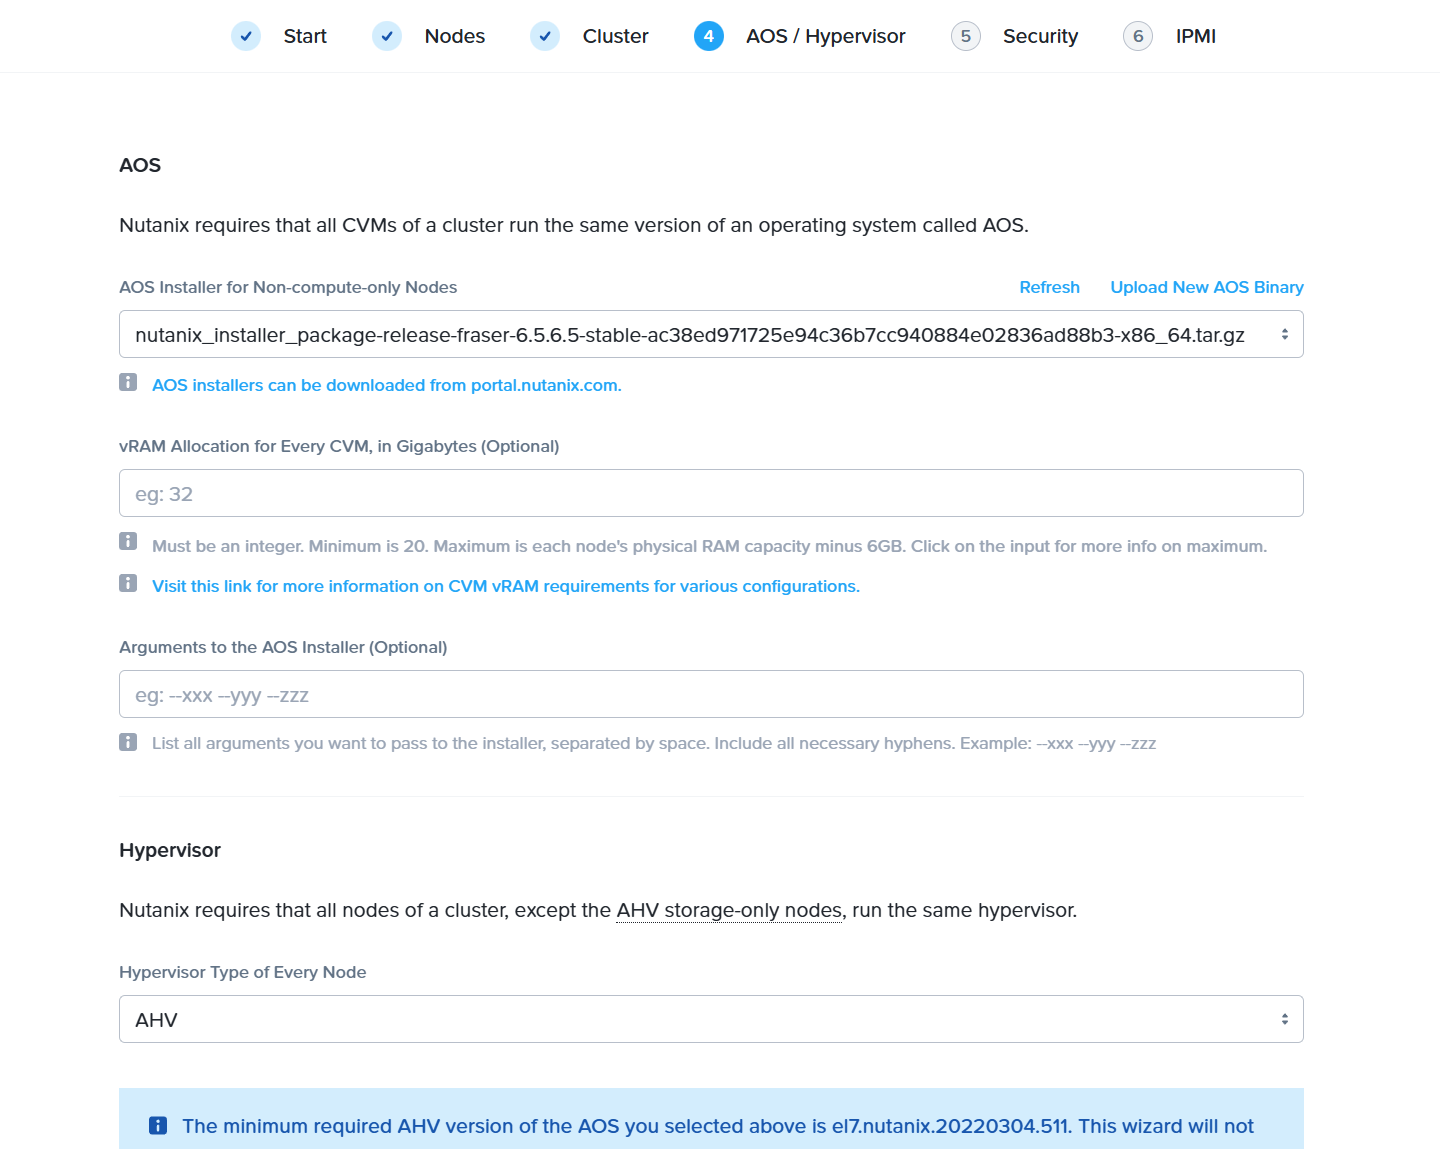 Start Nodes Cluster 4 AOS / Hypervisor 5 Security 6 IPMI
AOS
Nutanix requires that all CVMs of a cluster run the same version of an operating system called AOS.
AOS Installer for Non-compute-only Nodes Refresh Upload New AOS Binary
nutanix_installer_package-release-fraser-6.5.6.5-stable-ac38ed971725e94c36b7cc940884e02836ad88b3-x86_64.tar.gz
AOS installers can be downloaded from portal.nutanix.com.
vRAM Allocation for Every CVM, in Gigabytes (Optional)
eg: 32
Must be an integer. Minimum is 20. Maximum is each node's physical RAM capacity minus 6GB. Click on the input for more info on maximum.
Visit this link for more information on CVM vRAM requirements for various configurations.
Arguments to the AOS Installer (Optional)
eg: --xxx --yyy --zzz
List all arguments you want to pass to the installer, separated by space. Include all necessary hyphens. Example: --xxx --yyy --zzz
Hypervisor
Nutanix requires that all nodes of a cluster, except the AHV storage-only nodes, run the same hypervisor.
Hypervisor Type of Every Node
AHV
The minimum required AHV version of the AOS you selected above is el7.nutanix.20220304.511. This wizard will not